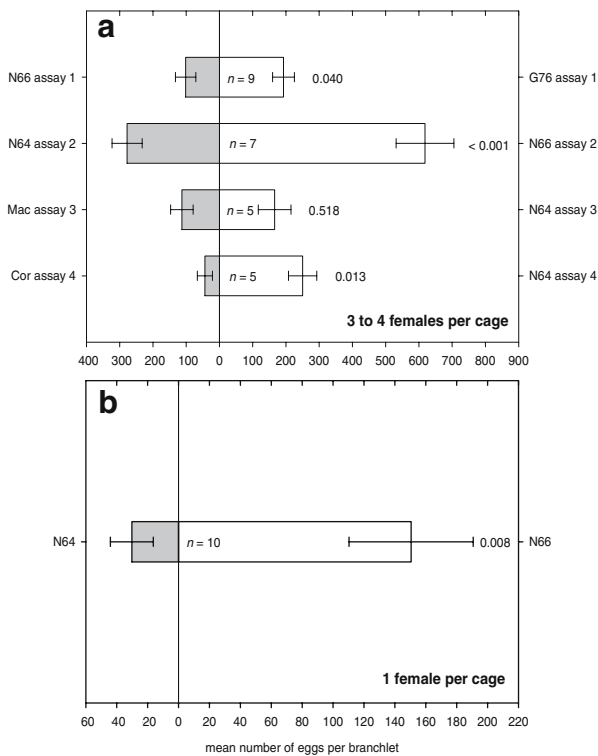 a
N66 assay 1 n = 9 0.040 G76 assay 1
N64 assay 2 n = 7 < 0.001 N66 assay 2
Mac assay 3 n = 5 0.518 N64 assay 3
Cor assay 4 n = 5 0.013 N64 assay 4
3 to 4 females per cage
400 300 200 100 0 100 200 300 400 500 600 700 800 900
b
N64 n = 10 0.008 N66
1 female per cage
60 40 20 0 20 40 60 80 100 120 140 160 180 200 220
mean number of eggs per branchlet